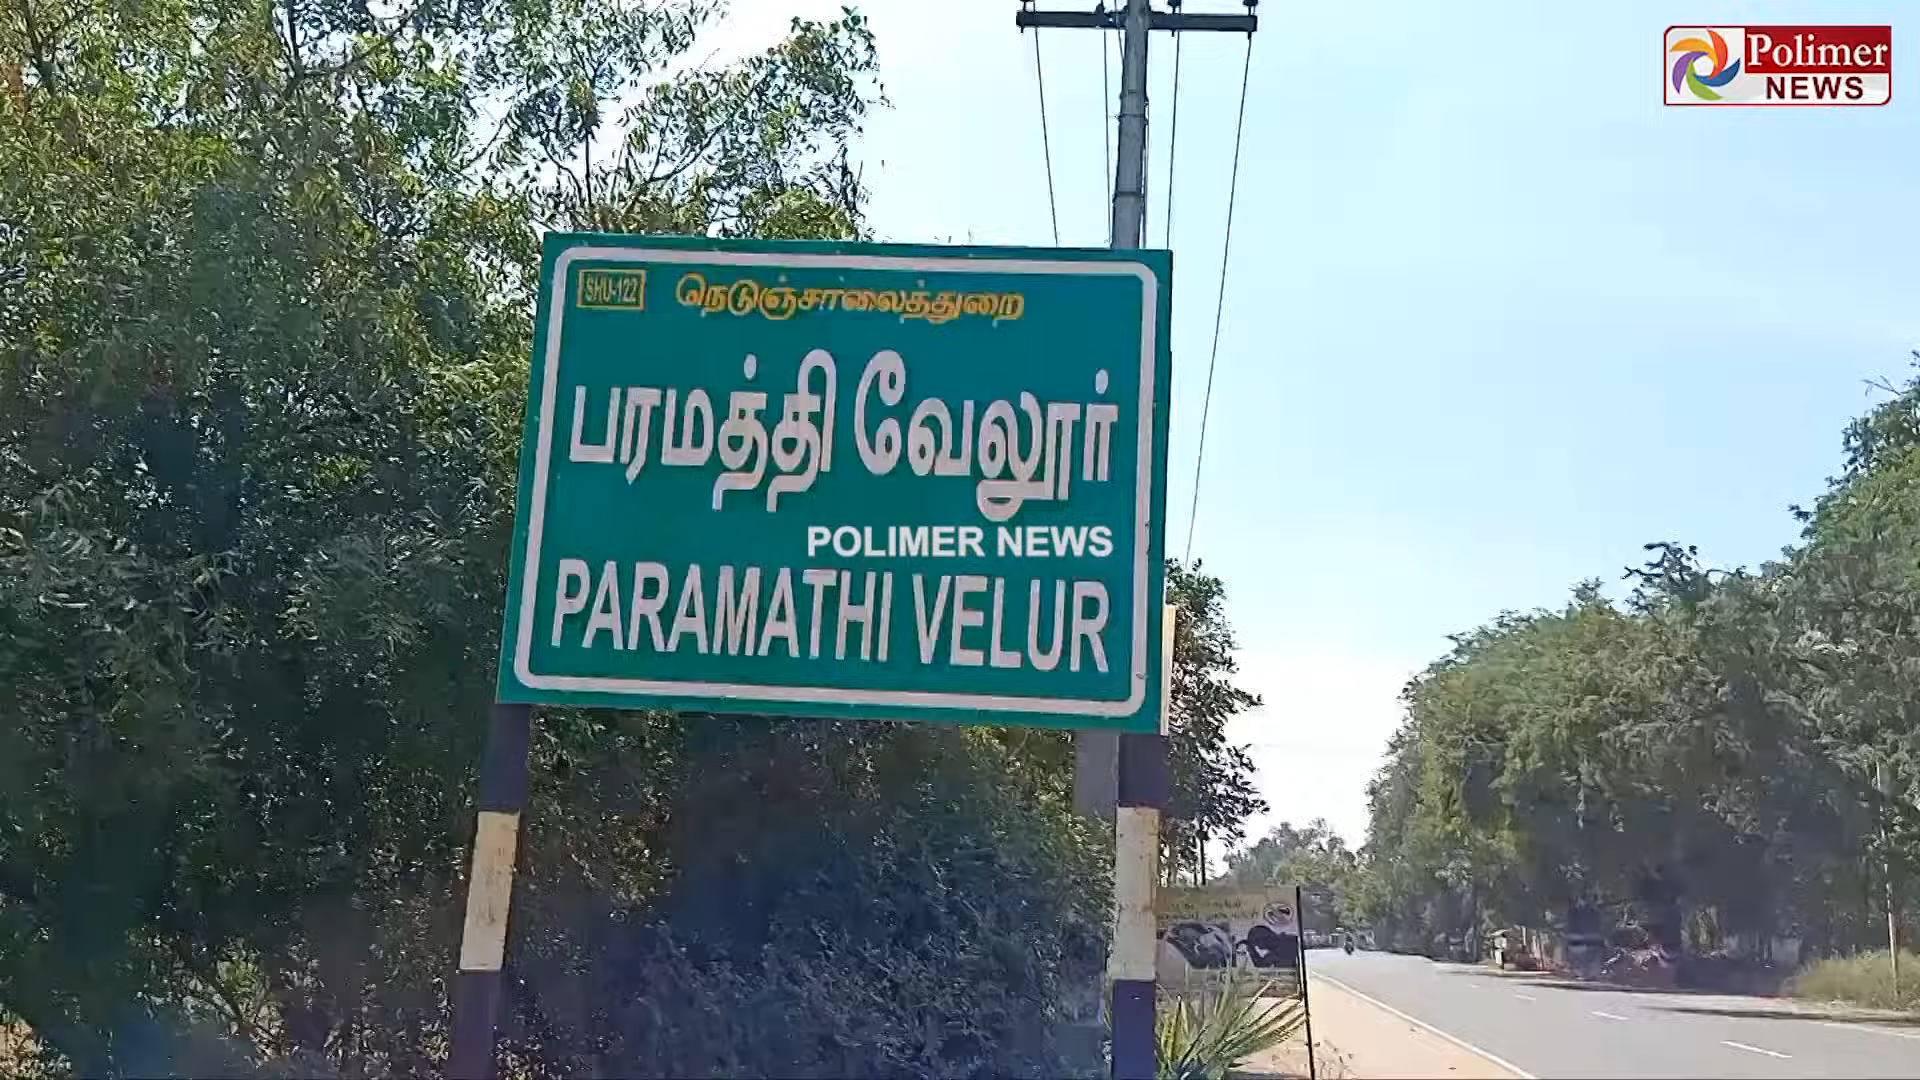 Polimer
NEWS
SHU-122 நெடுஞ்சாலைத்துறை
பரமத்தி வேலூர்
POLIMER NEWS
PARAMATHI VELUR